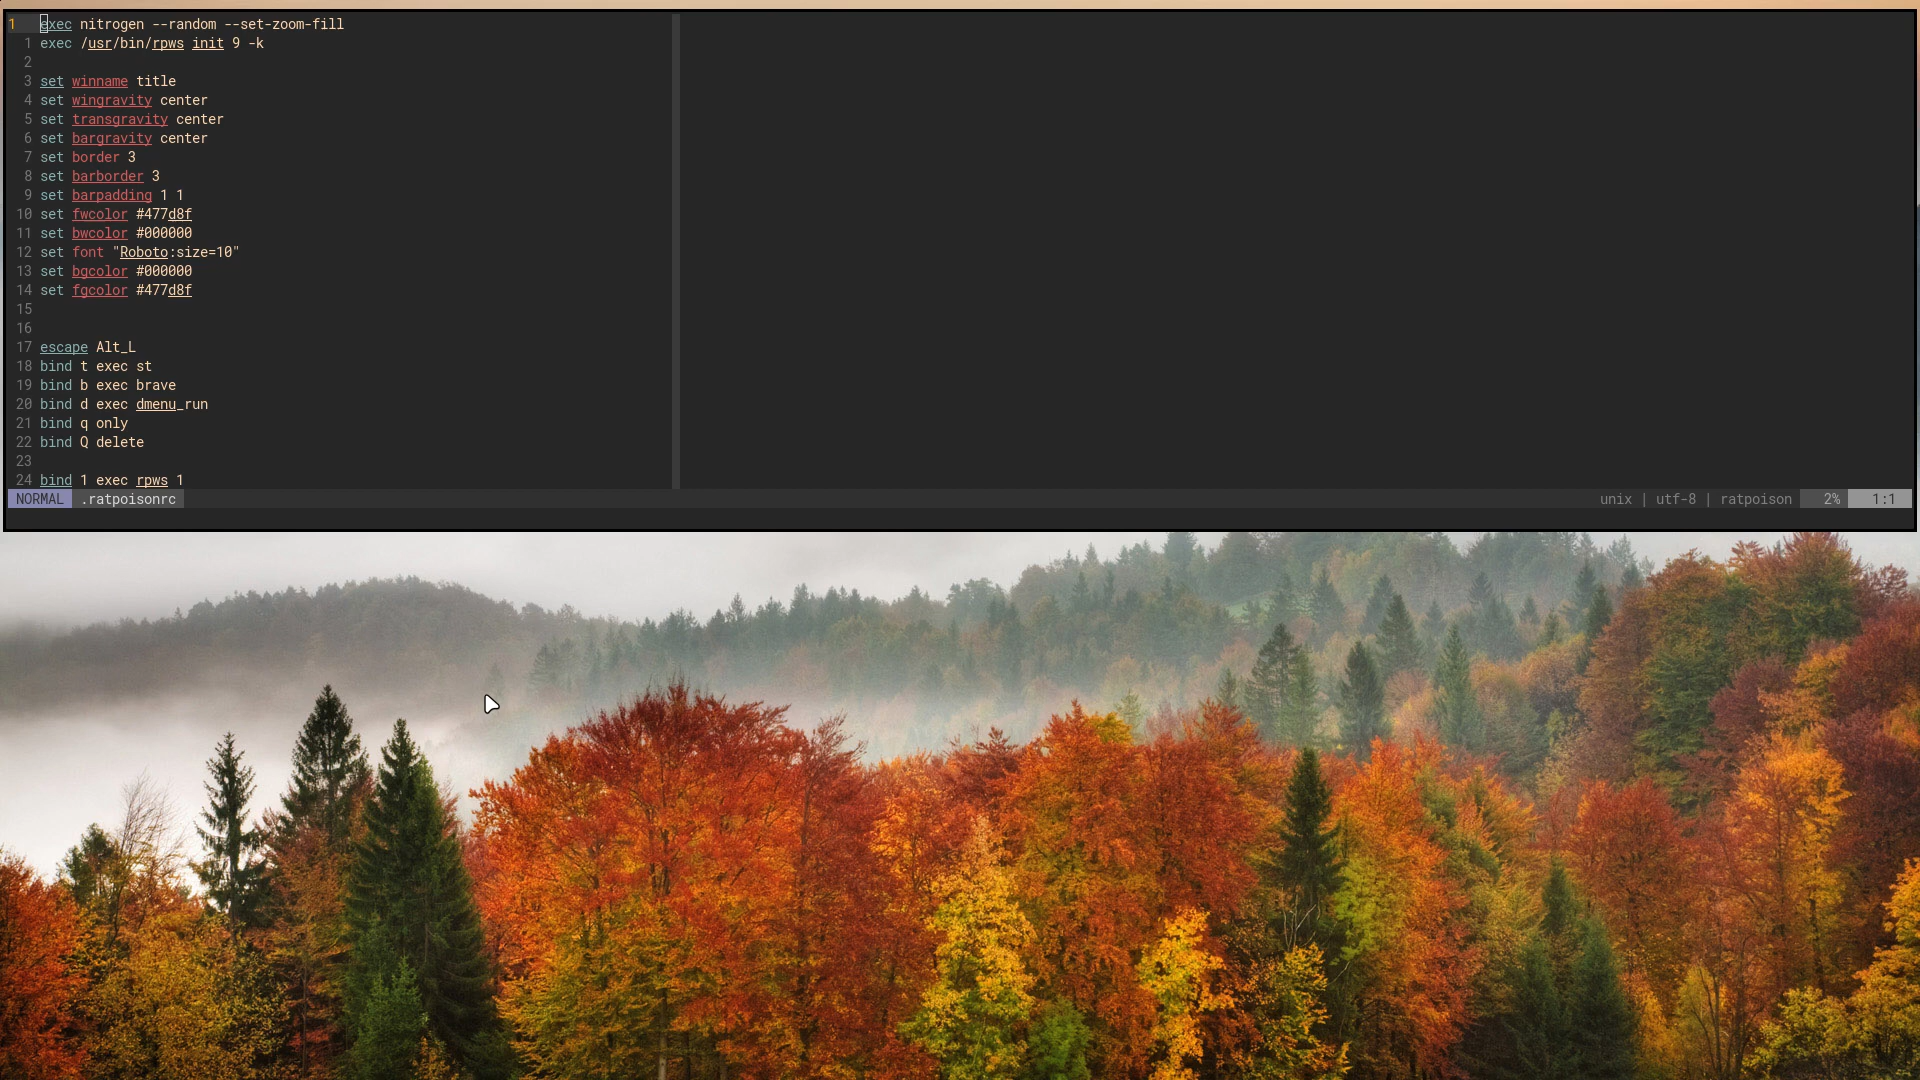 1 exec nitrogen --random --set-zoom-fill
1 exec /usr/bin/rpws init 9 -k
2
3 set winname title
4 set wingravity center
5 set transgravity center
6 set bargravity center
7 set border 3
8 set barborder 3
9 set barpadding 1 1
10 set fwcolor #477d8f
11 set bwcolor #000000
12 set font "Roboto:size=10"
13 set bgcolor #000000
14 set fgcolor #477d8f
15
16
17 escape Alt_L
18 bind t exec st
19 bind b exec brave
20 bind d exec dmenu_run
21 bind q only
22 bind Q delete
23
24 bind 1 exec rpws 1
NORMAL .ratpoisonrc unix | utf-8 | ratpoison 2% 1:1